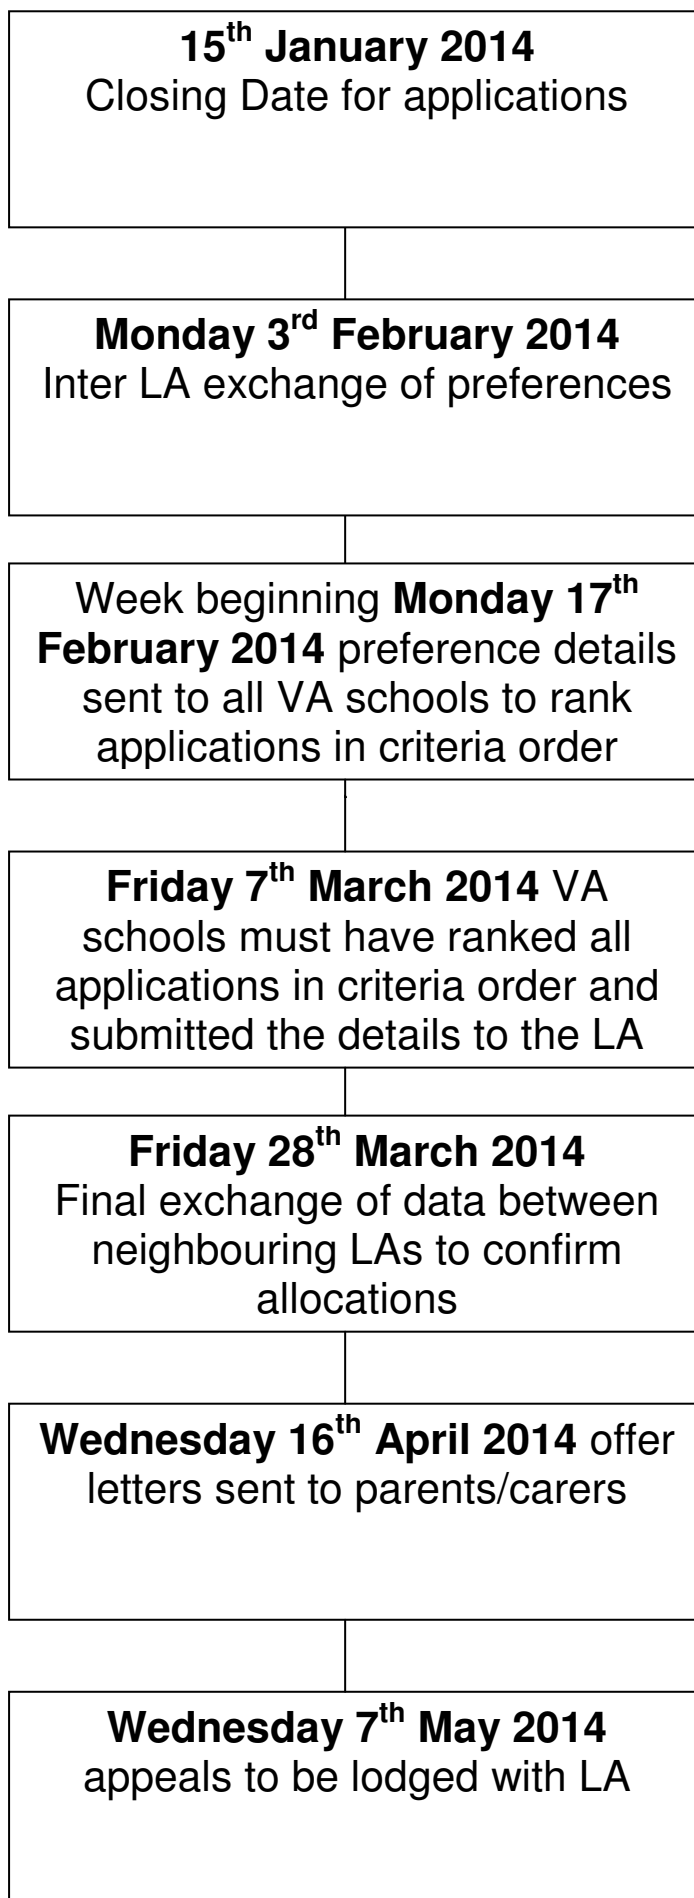 15th January 2014
Closing Date for applications
Monday 3rd February 2014
Inter LA exchange of preferences
Week beginning Monday 17th
February 2014 preference details
sent to all VA schools to rank
applications in criteria order
Friday 7th March 2014 VA
schools must have ranked all
applications in criteria order and
submitted the details to the LA
Friday 28th March 2014
Final exchange of data between
neighbouring LAs to confirm
allocations
Wednesday 16th April 2014 offer
letters sent to parents/carers
Wednesday 7th May 2014
appeals to be lodged with LA